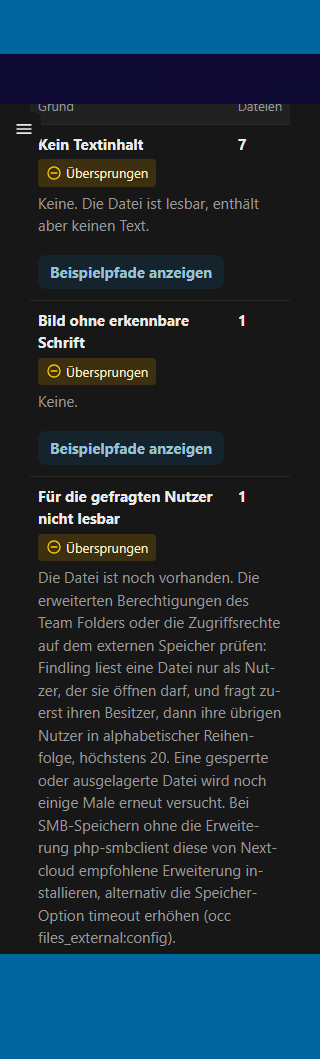 Grund Dateien
Kein Textinhalt 7
Übersprungen
Keine. Die Datei ist lesbar, enthält
aber keinen Text.
Beispielpfade anzeigen
Bild ohne erkennbare 1
Schrift
Übersprungen
Keine.
Beispielpfade anzeigen
Für die gefragten Nutzer 1
nicht lesbar
Übersprungen
Die Datei ist noch vorhanden. Die
erweiterten Berechtigungen des
Team Folders oder die Zugriffsrechte
auf dem externen Speicher prüfen:
Findling liest eine Datei nur als Nut-
zer, der sie öffnen darf, und fragt zu-
erst ihren Besitzer, dann ihre übrigen
Nutzer in alphabetischer Reihen-
folge, höchstens 20. Eine gesperrte
oder ausgelagerte Datei wird noch
einige Male erneut versucht. Bei
SMB-Speichern ohne die Erweite-
rung php-smbclient diese von Next-
cloud empfohlene Erweiterung in-
stallieren, alternativ die Speicher-
Option timeout erhöhen (occ
files_external:config).